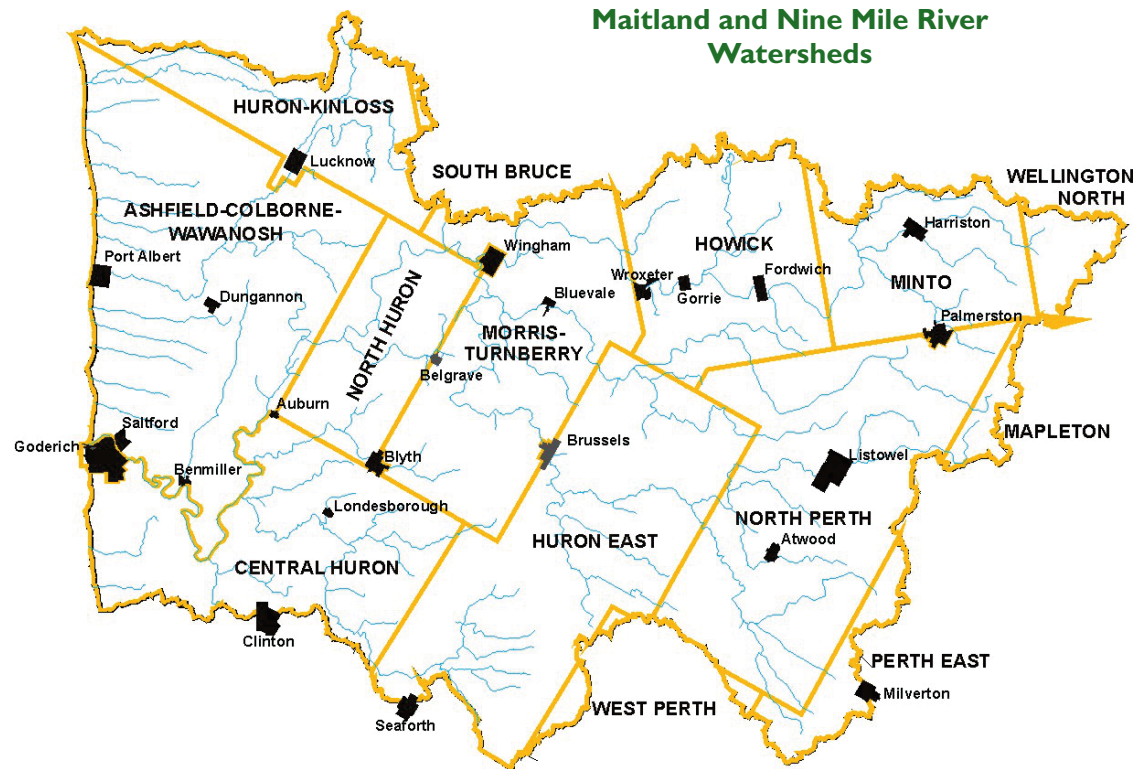 Maitland and Nine Mile River
Watersheds
HURON-KINLOSS
Lucknow
SOUTH BRUCE
WELLINGTON
NORTH
ASHFIELD-COLBORNE-
WAWANOSH
Harriston
Wingham
HOWICK
Port Albert
Wroxeter
Fordwich
MINTO
Dungannon
Bluevale
Gorrie
NORTH HURON
MORRIS-
TURNBERRY
Palmerston
Belgrave
Auburn
Saltford
Goderich
Brussels
MAPLETON
Blyth
Listowel
Benmiller
Londesborough
NORTH PERTH
HURON EAST
Atwood
CENTRAL HURON
Clinton
PERTH EAST
Milverton
WEST PERTH
Seaforth